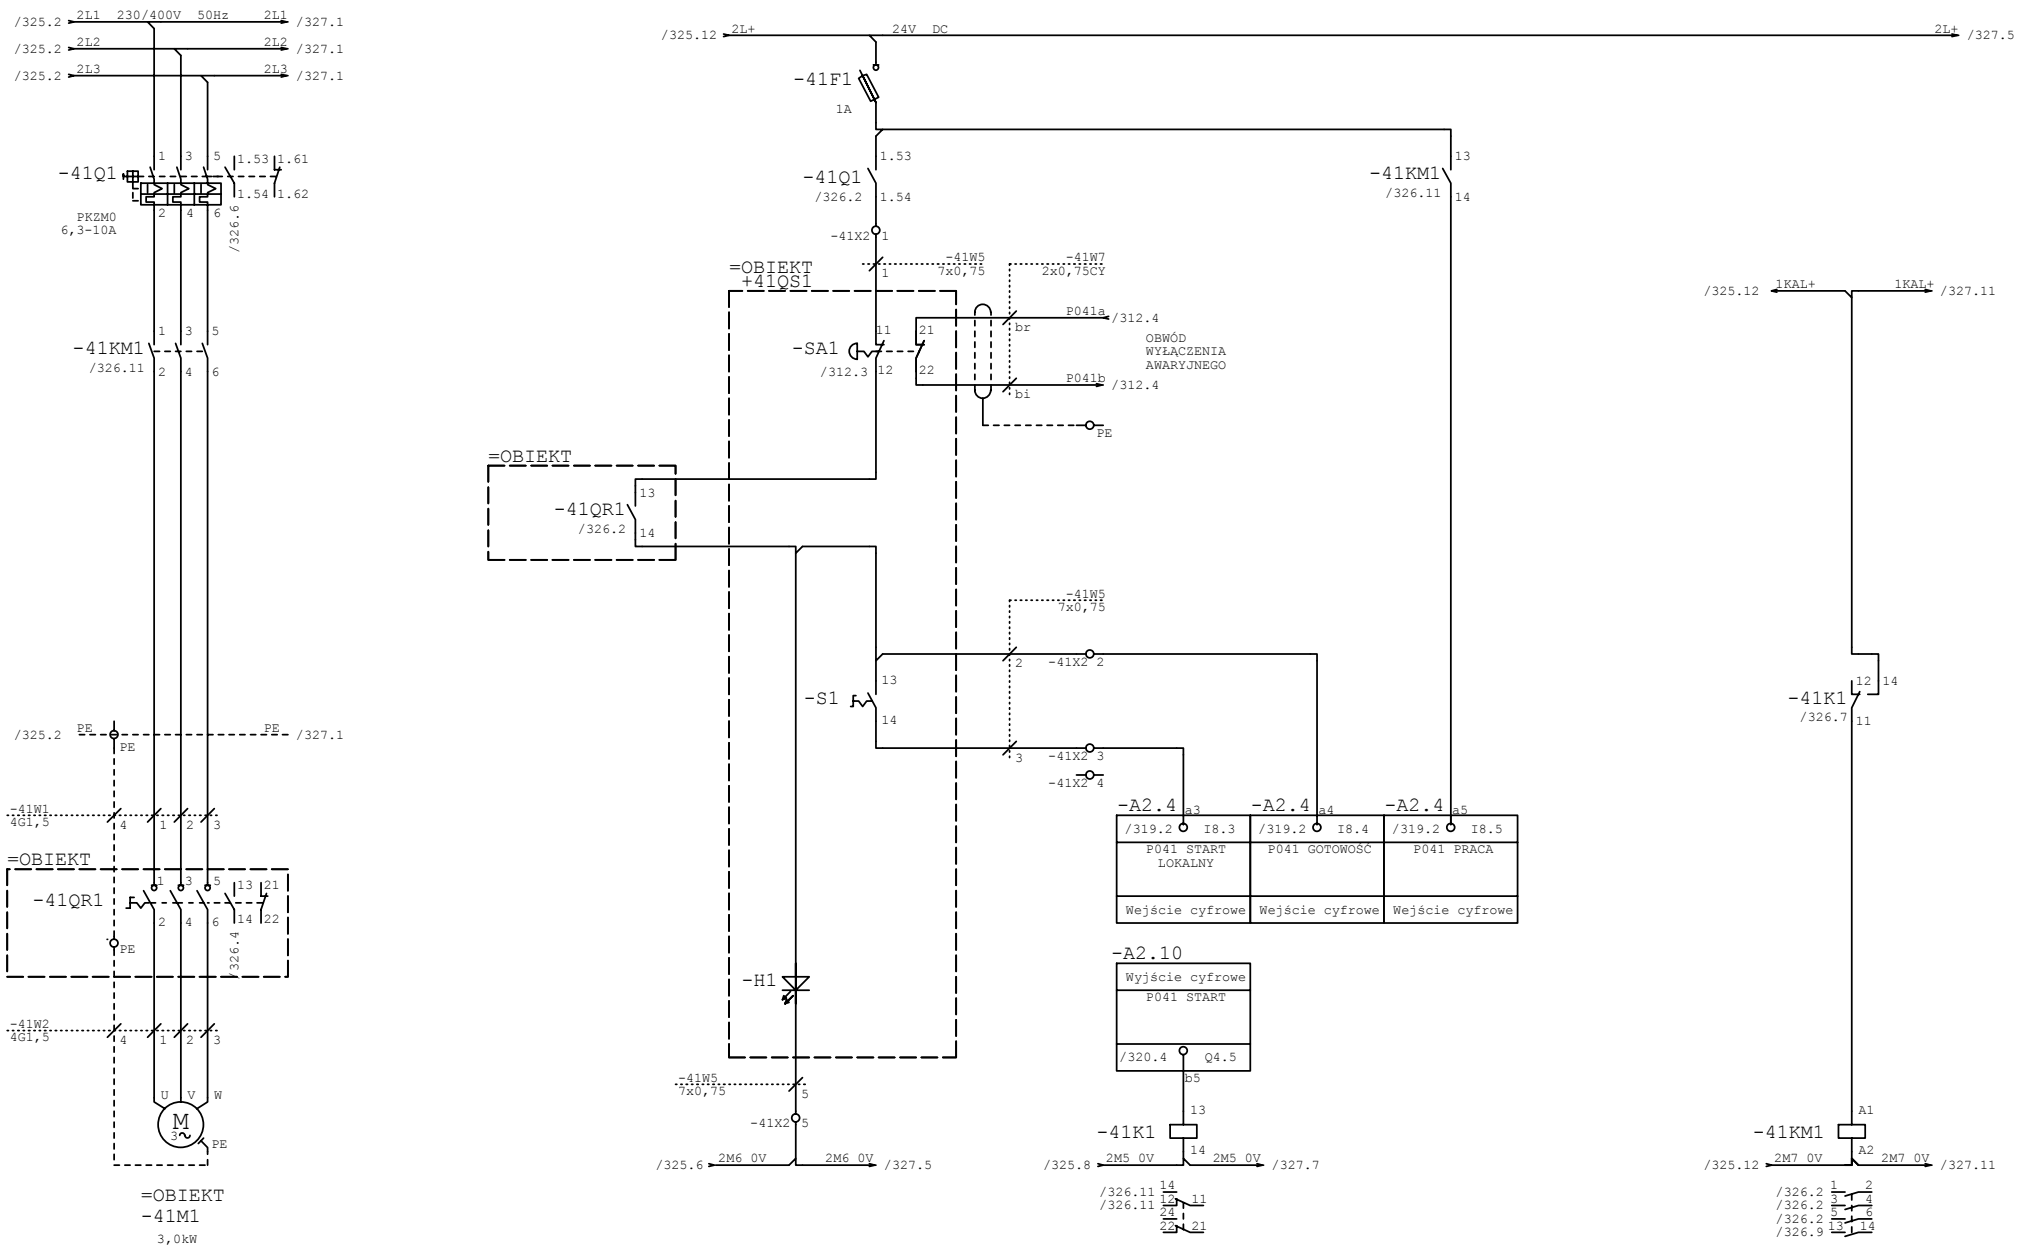 /325.2 2L1 230/400V 50Hz 2L1 /327.1
/325.2 2L2 2L2 /327.1
/325.2 2L3 2L3 /327.1
1 3 5 1.53 1.61
-41Q1
1.54 1.62
2 4 6
PKZM0
6,3-10A
/326.6
1 3 5
-41KM1
/326.11 2 4 6
/325.2 PE PE /327.1
PE
-41W1
4G1,5 4 1 2 3
=OBIEKT
1 3 5 13 21
-41QR1
2 4 6 14 22
/326.4
PE
-41W2
4G1,5 4 1 2 3
U V W
M
3
PE
=OBIEKT
-41M1
3,0kW
/325.12 2L+ 24V DC 2L+ /327.5
-41F1
1A
1.53
-41Q1
/326.2 1.54
-41X2 1
-41W5
7x0,75
1
-41W7
2x0,75CY
=OBIEKT
+41QS1
11 21
-SA1
/312.3 12 22
br P041a /312.4
OBWÓD
WYŁĄCZENIA
AWARYJNEGO
bi P041b /312.4
PE
=OBIEKT
13
-41QR1
/326.2 14
-41W5
7x0,75
2 -41X2 2
13
-S1
14
3 -41X2 3
-41X2 4
13
-41KM1
/326.11 14
-A2.4 a3 -A2.4 a4 -A2.4 a5
/319.2 I8.3 /319.2 I8.4 /319.2 I8.5
P041 START
LOKALNY
P041 GOTOWOŚĆ
P041 PRACA
Wejście cyfrowe Wejście cyfrowe Wejście cyfrowe
-A2.10
Wyjście cyfrowe
P041 START
/320.4 Q4.5
b5
-H1
-41W5
7x0,75
5
-41X2 5
/325.6 2M6 0V 2M6 0V /327.5
13
-41K1
14
/325.8 2M5 0V 2M5 0V /327.7
/326.11 14
/326.11 12 11
24
22 21
/325.12 1KAL+ 1KAL+ /327.11
12 14
-41K1
/326.7 11
A1
-41KM1
A2
/325.12 2M7 0V 2M7 0V /327.11
/326.2 1 2
/326.2 3 4
/326.2 5 6
/326.9 13 14